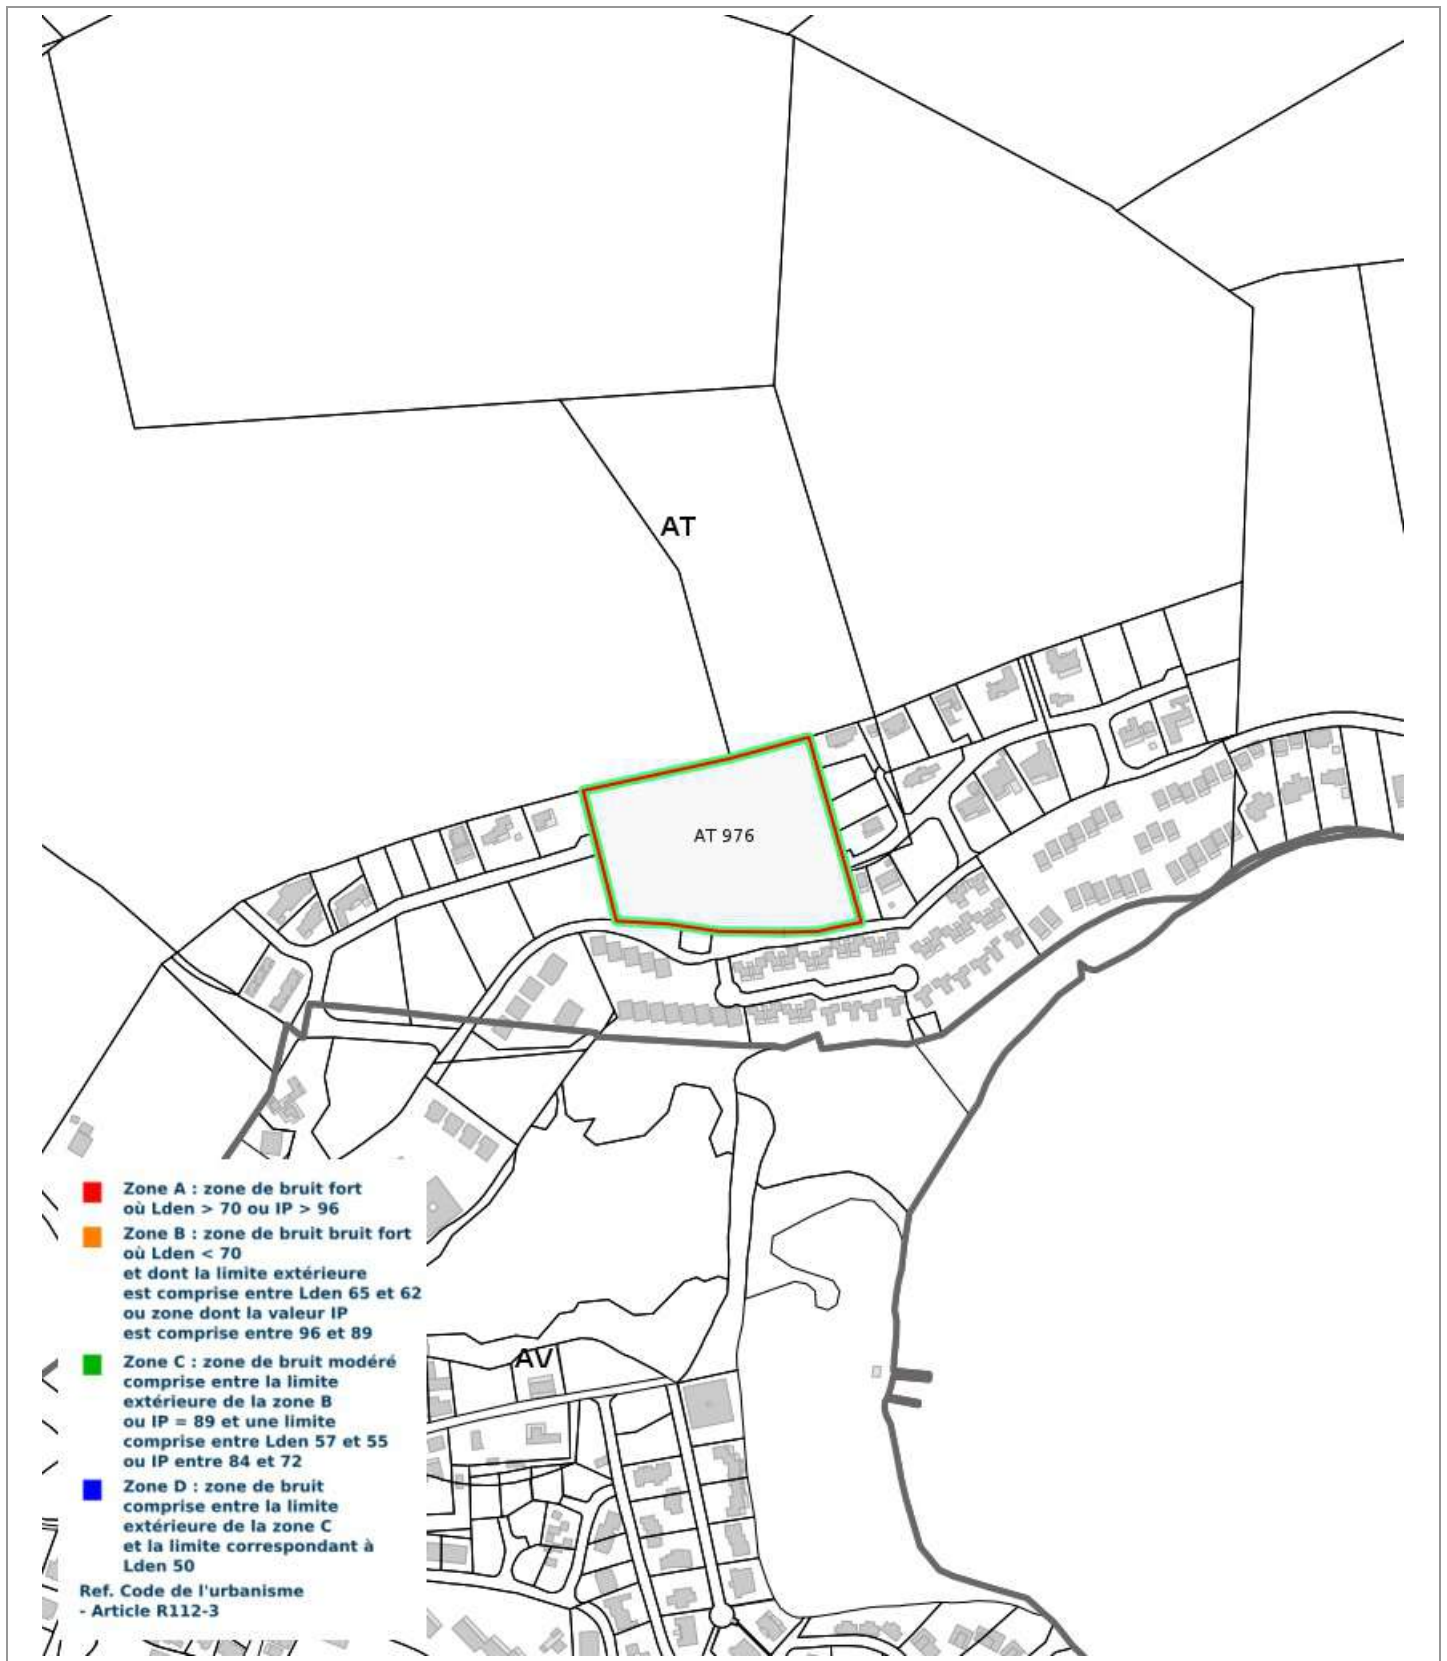 AT
AT 976
Zone A : zone de bruit fort
où Lden > 70 ou IP > 96
Zone B : zone de bruit bruit fort
où Lden < 70
et dont la limite extérieure
est comprise entre Lden 65 et 62
ou zone dont la valeur IP
est comprise entre 96 et 89
AV
Zone C : zone de bruit modéré
comprise entre la limite
extérieure de la zone B
ou IP = 89 et une limite
comprise entre Lden 57 et 55
ou IP entre 84 et 72
Zone D : zone de bruit
comprise entre la limite
extérieure de la zone C
et la limite correspondant à
Lden 50
Ref. Code de l'urbanisme
- Article R112-3